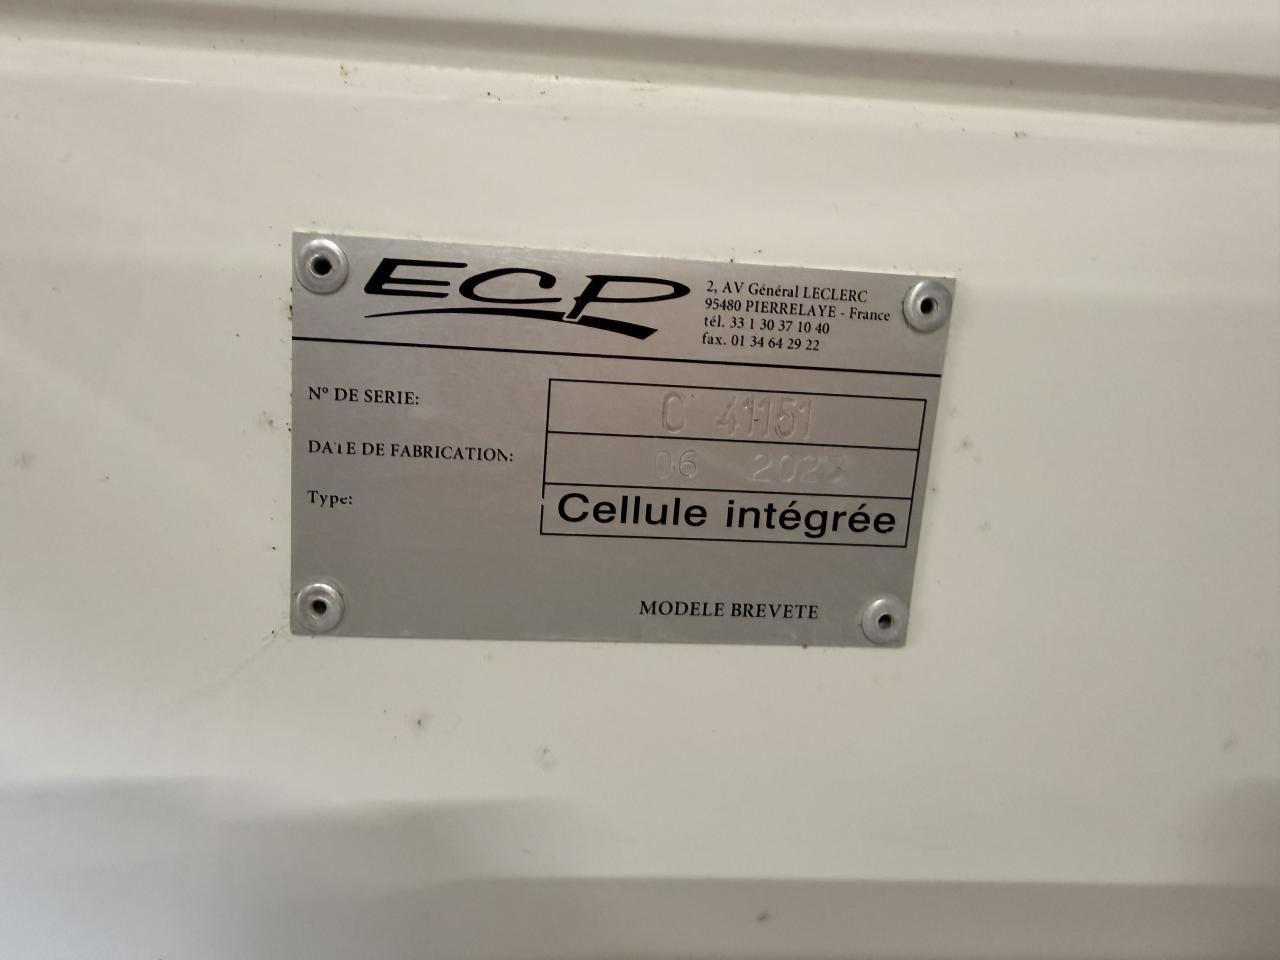 ECP
2, AV Général LECLERC
95480 PIERRELAYE - France
tél. 33 1 30 37 10 40
fax. 01 34 64 29 22
N° DE SERIE: C 41151
DATE DE FABRICATION: 06
Type: Cellule intégrée
MODELE BREVETE